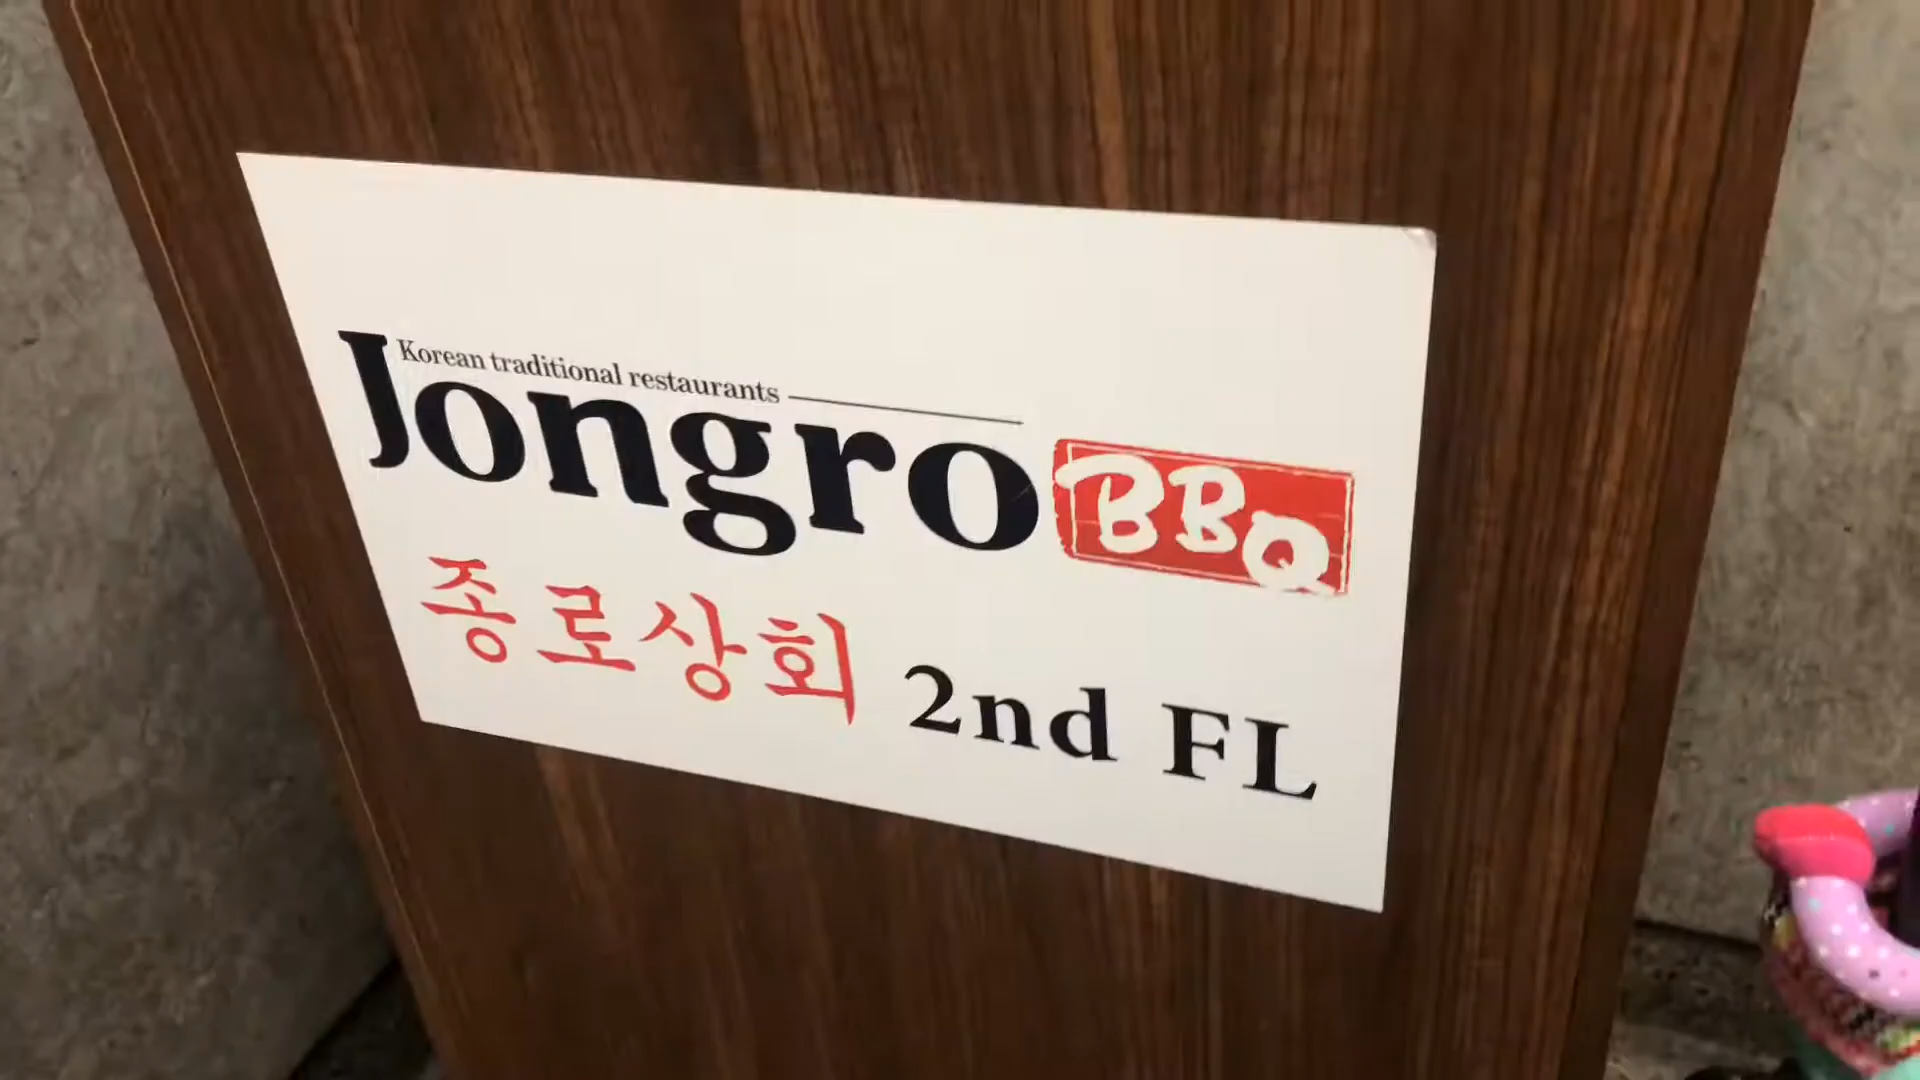 Korean traditional restaurants
Jongro BBQ
종로상회 2nd FL